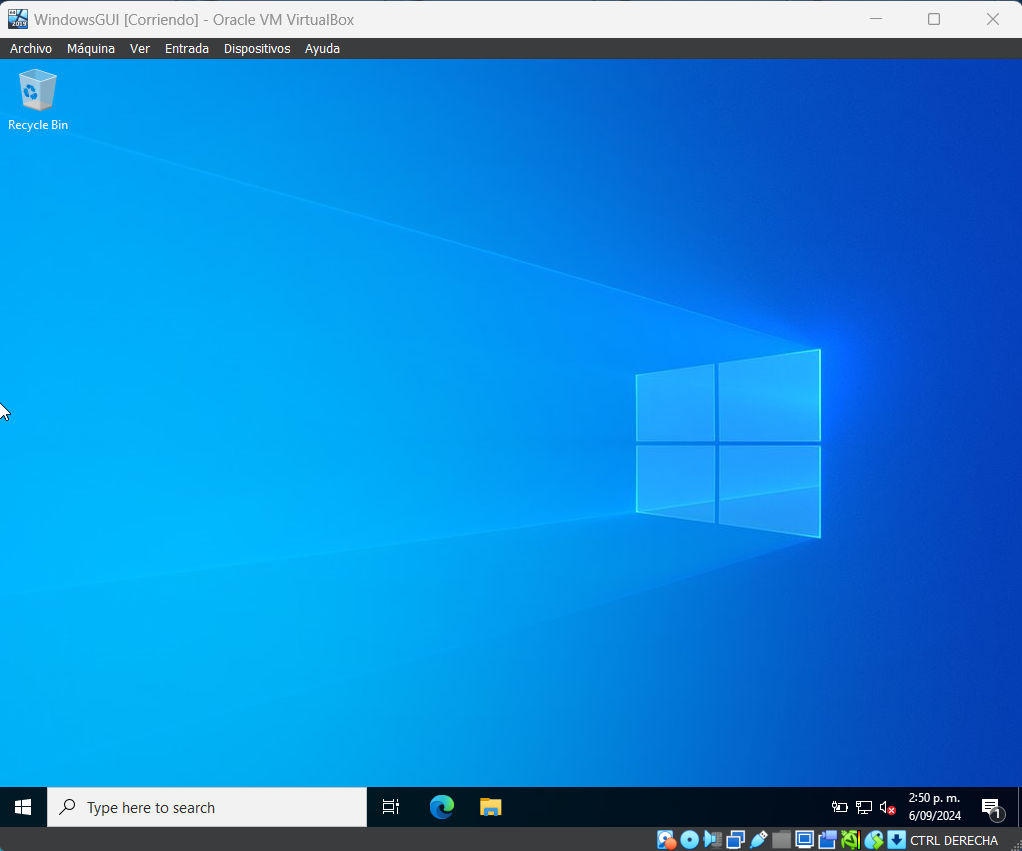 WindowsGUI [Corriendo] - Oracle VM VirtualBox
Archivo Máquina Ver Entrada Dispositivos Ayuda
Recycle Bin
Type here to search
2:50 p. m.
6/09/2024
1
CTRL DERECHA